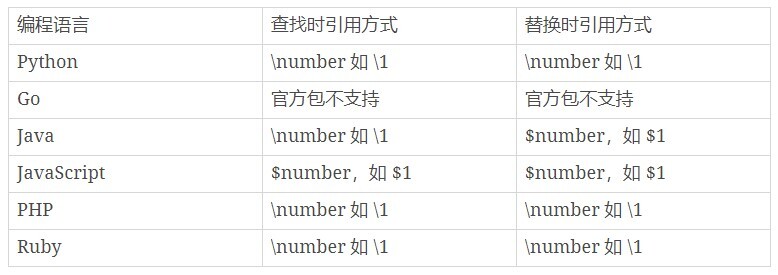 编程语言 查找时引用方式 替换时引用方式
Python \number 如 \1 \number 如 \1
Go 官方包不支持 官方包不支持
Java \number 如 \1 $number，如 $1
JavaScript $number，如 $1 $number，如 $1
PHP \number 如 \1 \number 如 \1
Ruby \number 如 \1 \number 如 \1